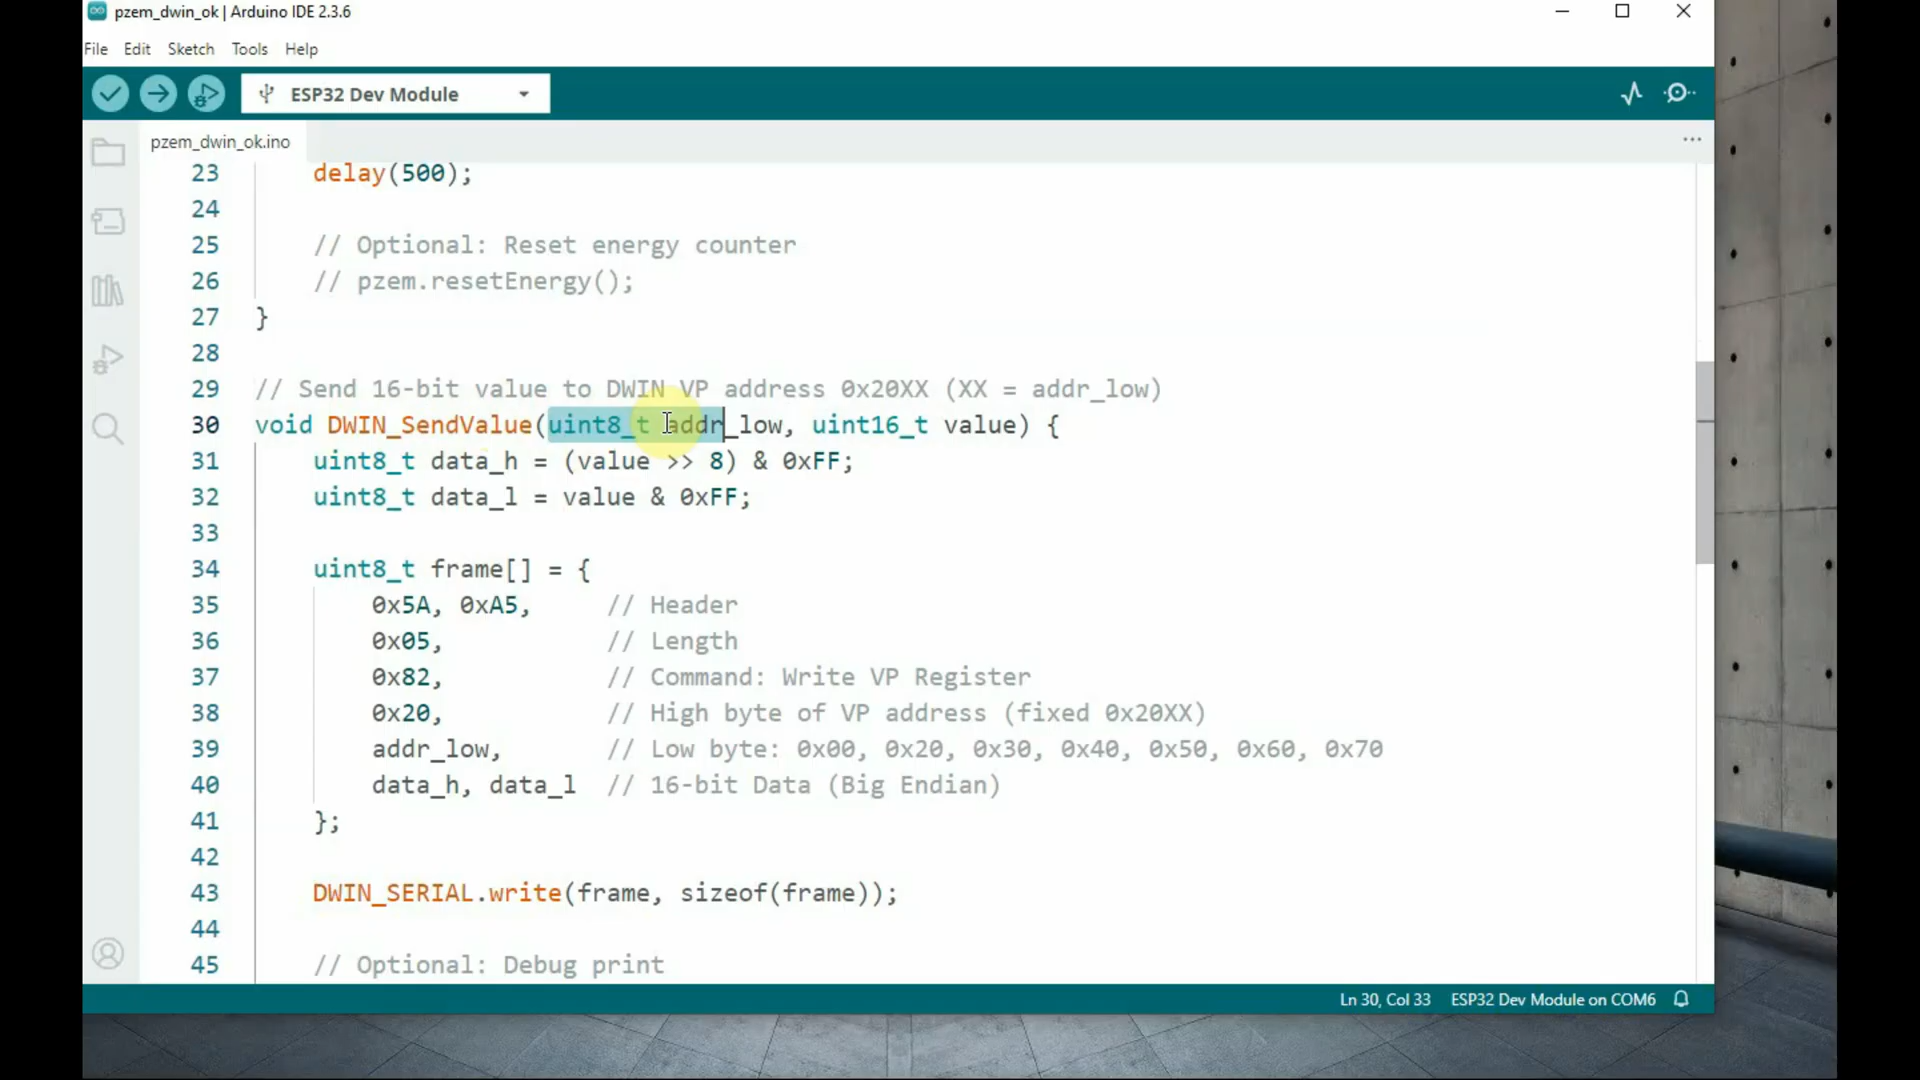 pzem_dwin_ok | Arduino IDE 2.3.6
File Edit Sketch Tools Help
ESP32 Dev Module
pzem_dwin_ok.ino
23 delay(500);
24
25 // Optional: Reset energy counter
26 // pzem.resetEnergy();
27 }
28
29 // Send 16-bit value to DWIN VP address 0x20XX (XX = addr_low)
30 void DWIN_SendValue(uint8_t addr_low, uint16_t value) {
31 uint8_t data_h = (value >> 8) & 0xFF;
32 uint8_t data_l = value & 0xFF;
33
34 uint8_t frame[] = {
35 0x5A, 0xA5, // Header
36 0x05, // Length
37 0x82, // Command: Write VP Register
38 0x20, // High byte of VP address (fixed 0x20XX)
39 addr_low, // Low byte: 0x00, 0x20, 0x30, 0x40, 0x50, 0x60, 0x70
40 data_h, data_l // 16-bit Data (Big Endian)
41 };
42
43 DWIN_SERIAL.write(frame, sizeof(frame));
44
45 // Optional: Debug print
Ln 30, Col 33 ESP32 Dev Module on COM6